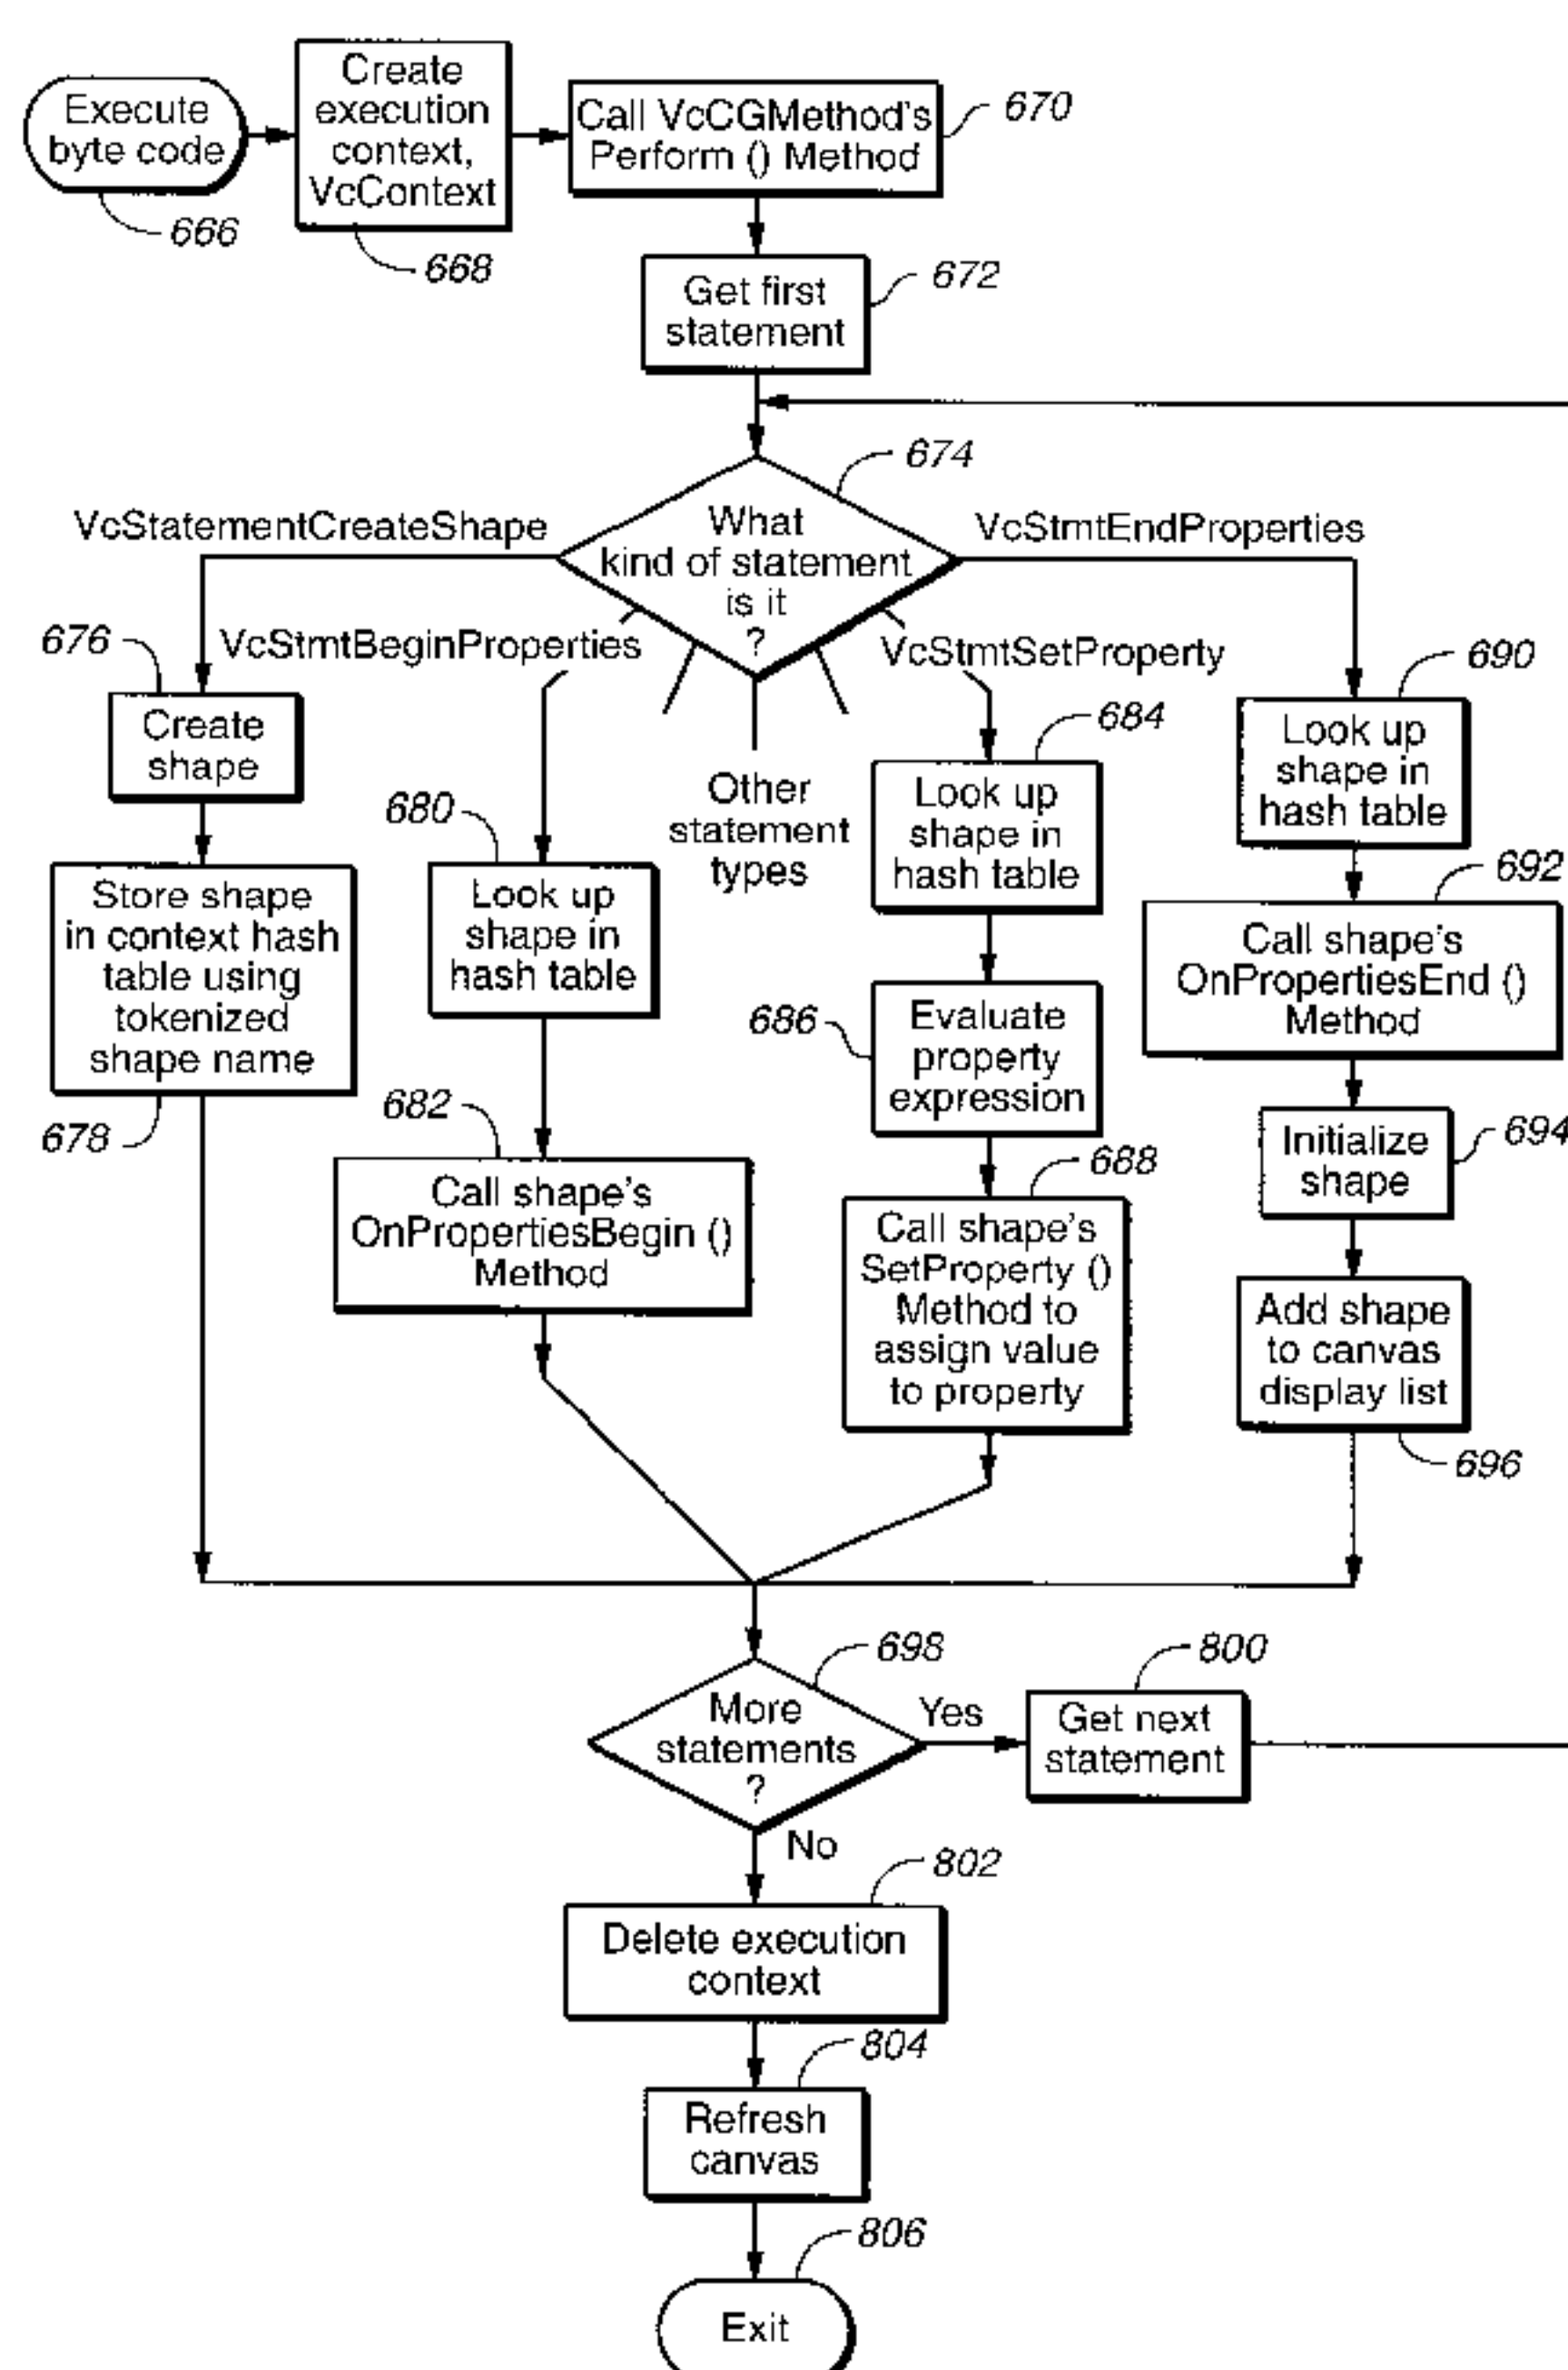 Execute
byte code
666
Create
execution
context,
VcContext
668
Call VcCGMethod's
Perform () Method
670
Get first
statement
672
674
What
kind of statement
is it
?
VcStatementCreateShape
VcStmtBeginProperties
VcStmtSetProperty
VcStmtEndProperties
Other
statement
types
676
Create
shape
Store shape
in context hash
table using
tokenized
shape name
678
680
Look up
shape in
hash table
682
Call shape's
OnPropertiesBegin ()
Method
684
Look up
shape in
hash table
686
Evaluate
property
expression
688
Call shape's
SetProperty ()
Method to
assign value
to property
690
Look up
shape in
hash table
692
Call shape's
OnPropertiesEnd ()
Method
Initialize
shape
694
Add shape
to canvas
display list
696
698
More
statements
?
Yes
800
Get next
statement
No
802
Delete execution
context
804
Refresh
canvas
806
Exit